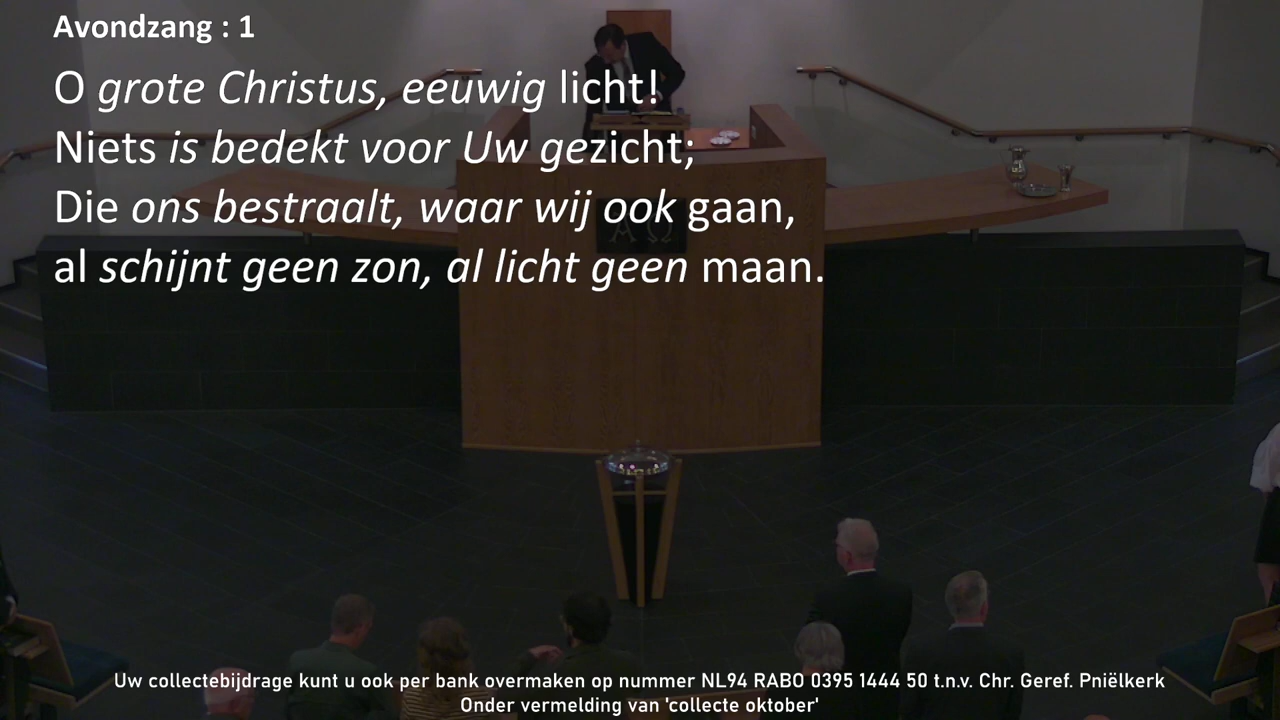 Avondzang : 1
O grote Christus, eeuwig licht!
Niets is bedekt voor Uw gezicht;
Die ons bestraalt, waar wij ook gaan,
al schijnt geen zon, al licht geen maan.
Α Ω
Uw collectebijdrage kunt u ook per bank overmaken op nummer NL94 RABO 0395 1444 50 t.n.v. Chr. Geref. Pniëlkerk
Onder vermelding van 'collecte oktober'